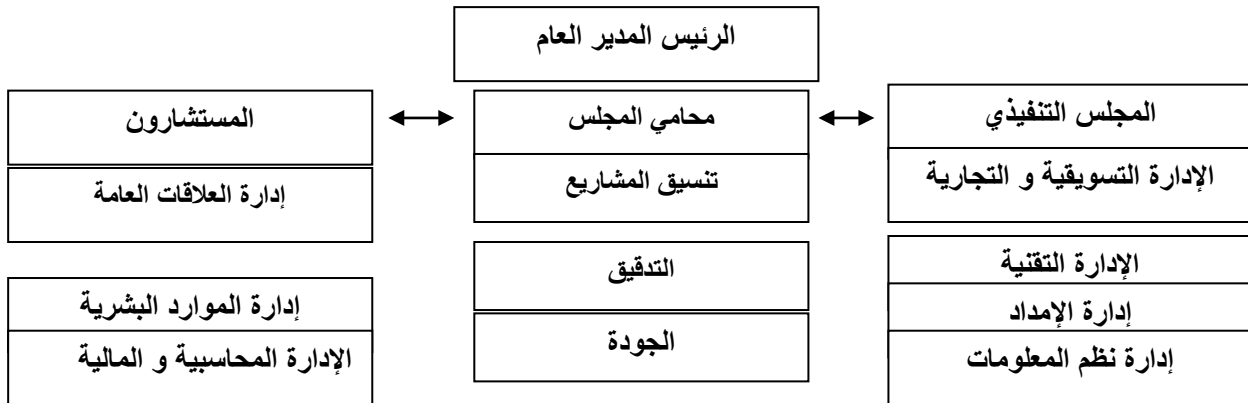 الرئيس المدير العام
المجلس التنفيذي
محامي المجلس
المستشارون
الإدارة التسويقية و التجارية
تنسيق المشاريع
إدارة العلاقات العامة
الإدارة التقنية
التدقيق
إدارة الموارد البشرية
إدارة الإمداد
الجودة
الإدارة المحاسبية و المالية
إدارة نظم المعلومات